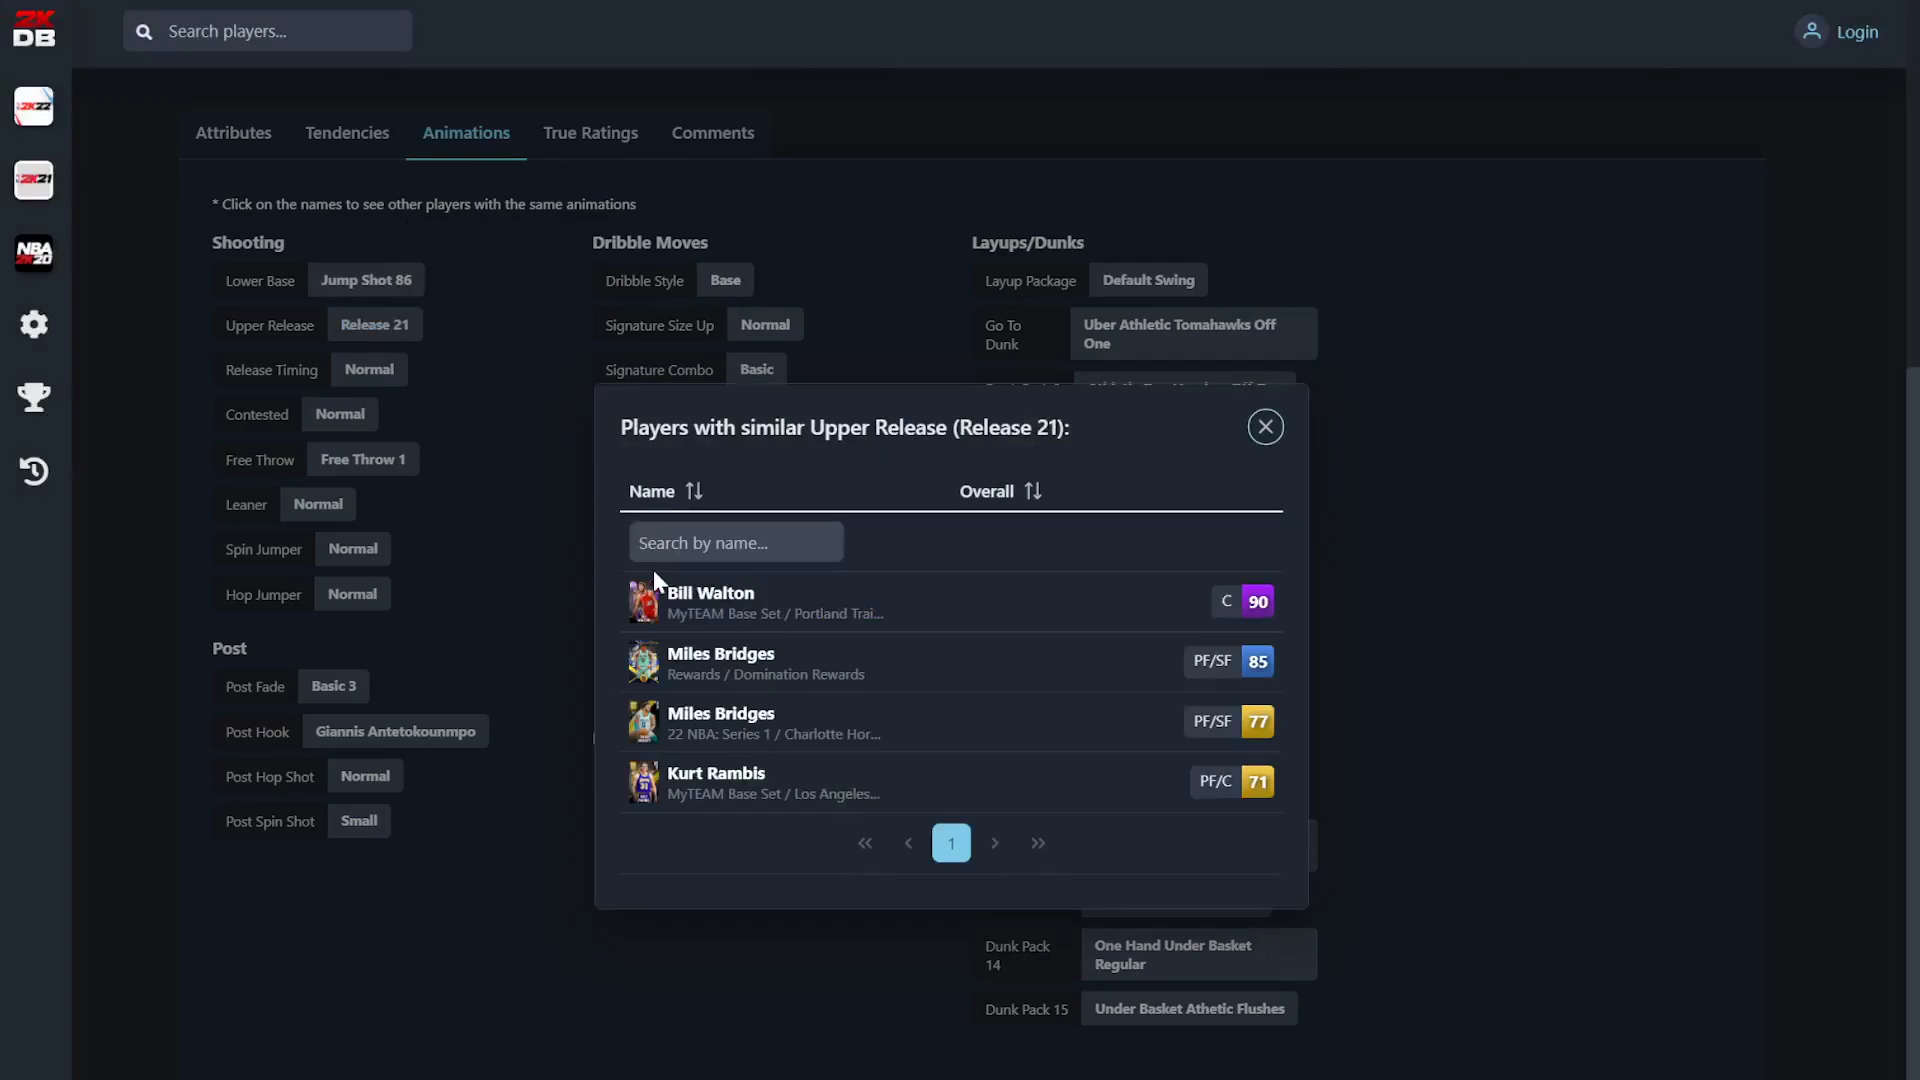 2K
DB
Search players...
Login
2K22
2K21
NBA
2K20
Attributes
Tendencies
Animations
True Ratings
Comments
* Click on the names to see other players with the same animations
Shooting
Lower Base
Jump Shot 86
Upper Release
Release 21
Release Timing
Normal
Contested
Normal
Free Throw
Free Throw 1
Leaner
Normal
Spin Jumper
Normal
Hop Jumper
Normal
Post
Post Fade
Basic 3
Post Hook
Giannis Antetokounmpo
Post Hop Shot
Normal
Post Spin Shot
Small
Dribble Moves
Dribble Style
Base
Signature Size Up
Normal
Signature Combo
Basic
Layups/Dunks
Layup Package
Default Swing
Go To
Dunk
Uber Athletic Tomahawks Off
One
Players with similar Upper Release (Release 21):
Name
Overall
Search by name...
Bill Walton
MyTEAM Base Set / Portland Trai...
C
90
Miles Bridges
Rewards / Domination Rewards
PF/SF
85
Miles Bridges
22 NBA: Series 1 / Charlotte Hor...
PF/SF
77
Kurt Rambis
MyTEAM Base Set / Los Angeles...
PF/C
71
« ‹ 1 › »
Dunk Pack
14
One Hand Under Basket
Regular
Dunk Pack 15
Under Basket Athetic Flushes